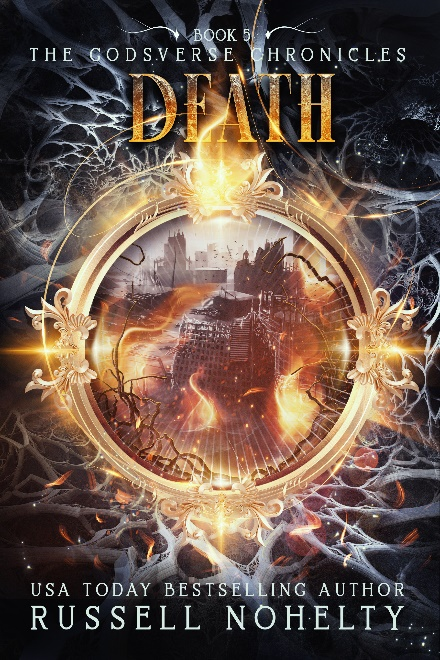 BOOK 5
THE GODSVERSE CHRONICLES
DEATH
USA TODAY BESTSELLING AUTHOR
RUSSELL NOHELTY